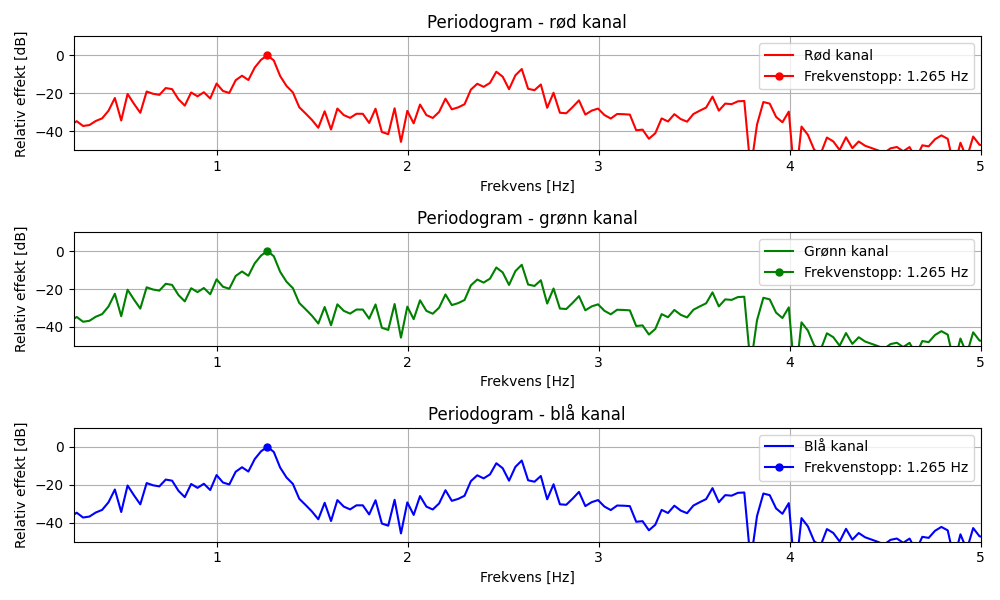 Periodogram - rød kanal
Relativ effekt [dB]
0
−20
−40
Rød kanal
Frekvenstopp: 1.265 Hz
1
2
3
4
5
Frekvens [Hz]
Periodogram - grønn kanal
Relativ effekt [dB]
0
−20
−40
Grønn kanal
Frekvenstopp: 1.265 Hz
1
2
3
4
5
Frekvens [Hz]
Periodogram - blå kanal
Relativ effekt [dB]
0
−20
−40
Blå kanal
Frekvenstopp: 1.265 Hz
1
2
3
4
5
Frekvens [Hz]